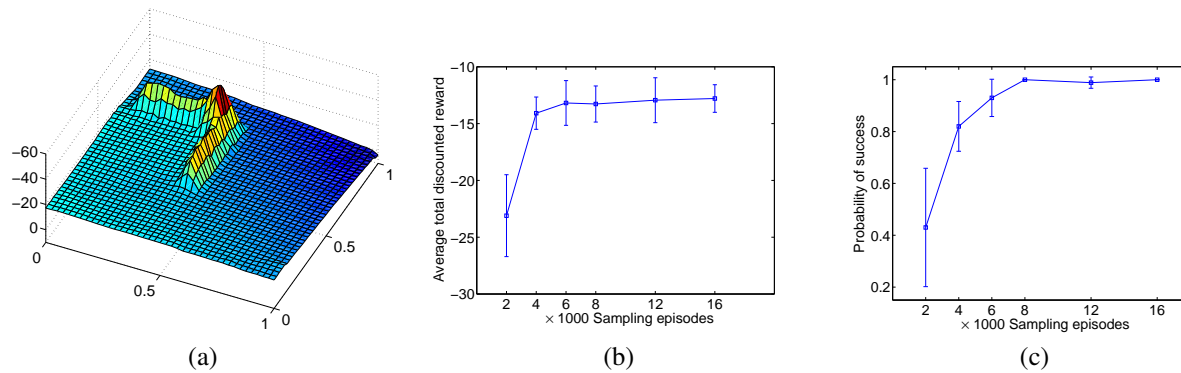 −60
−40
−20
0
0
0.5
1
0
0.5
1
(a)
Average total discounted reward
−10
−15
−20
−25
−30
2 4 6 8 12 16
× 1000 Sampling episodes
(b)
Probability of success
1
0.8
0.6
0.4
0.2
2 4 6 8 12 16
× 1000 Sampling episodes
(c)